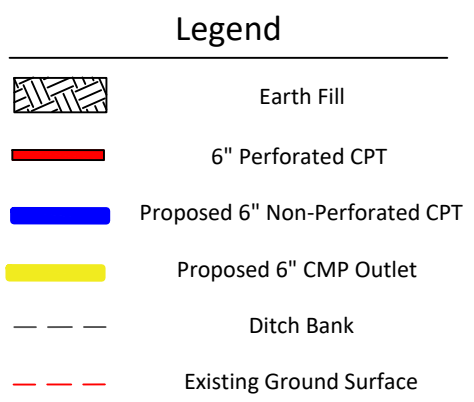 Legend
Earth Fill
6" Perforated CPT
Proposed 6" Non-Perforated CPT
Proposed 6" CMP Outlet
Ditch Bank
Existing Ground Surface